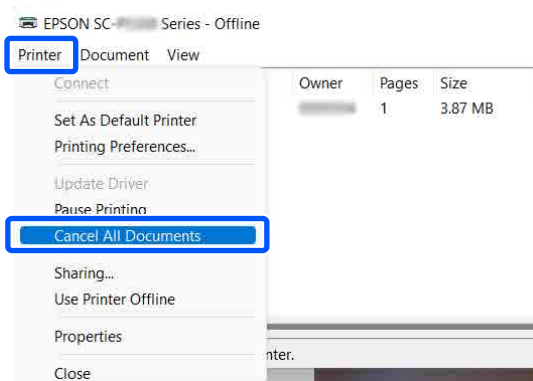 EPSON SC- Series - Offline
Printer Document View
Connect
Owner Pages Size
Set As Default Printer
1 3.87 MB
Printing Preferences...
Update Driver
Pause Printing
Cancel All Documents
Sharing...
Use Printer Offline
Properties
nter.
Close